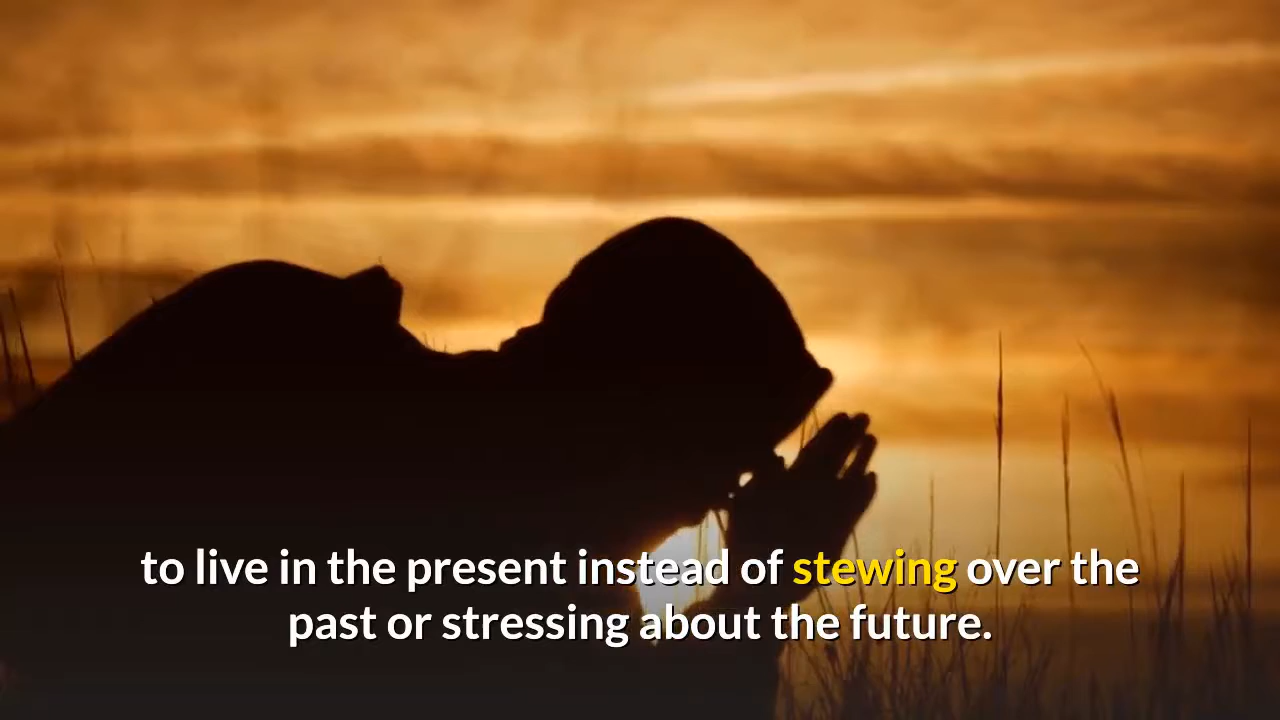 to live in the present instead of stewing over the
past or stressing about the future.